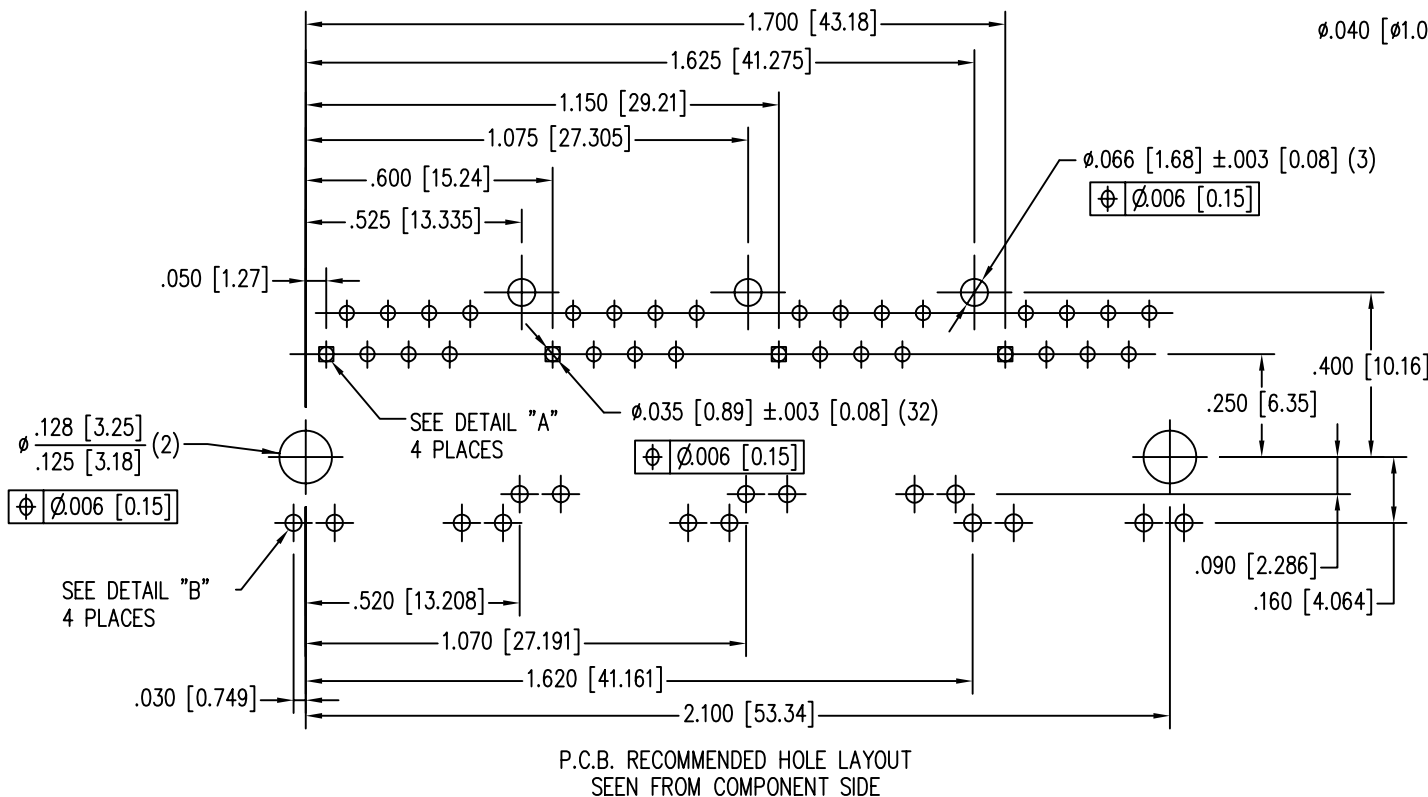 1.700 [43.18]
ø.040 [ø1.0
1.625 [41.275]
1.150 [29.21]
1.075 [27.305]
ø.066 [1.68] ±.003 [0.08] (3)
.600 [15.24]
⌖ Ø.006 [0.15]
.525 [13.335]
.050 [1.27]
.400 [10.16]
.250 [6.35]
SEE DETAIL "A"
4 PLACES
ø.035 [0.89] ±.003 [0.08] (32)
⌖ Ø.006 [0.15]
ø .128 [3.25] (2)
.125 [3.18]
⌖ Ø.006 [0.15]
SEE DETAIL "B"
4 PLACES
.090 [2.286]
.160 [4.064]
.520 [13.208]
1.070 [27.191]
1.620 [41.161]
.030 [0.749]
2.100 [53.34]
P.C.B. RECOMMENDED HOLE LAYOUT
SEEN FROM COMPONENT SIDE